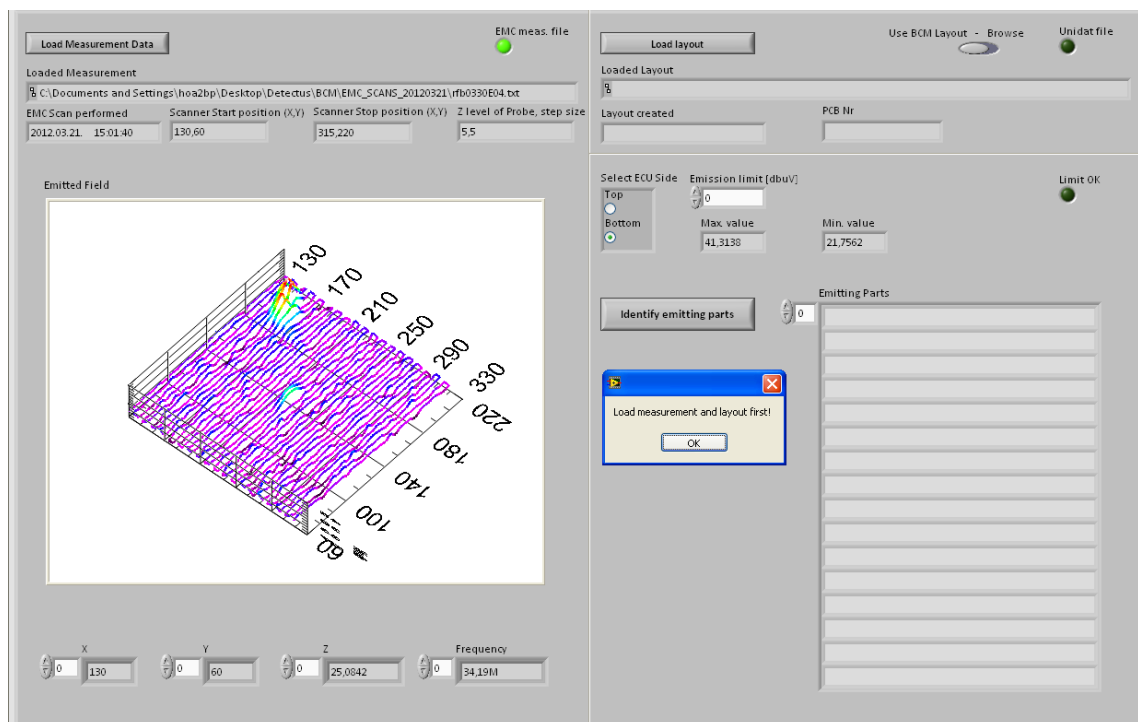 Load Measurement Data
EMC meas. file
Loaded Measurement
C:\Documents and Settings\hoa2bp\Desktop\Detectus\BCM\EMC_SCANS_20120321\rfb0330E04.txt
EMC Scan performed Scanner Start position (X,Y) Scanner Stop position (X,Y) Z level of Probe, step size
2012.03.21. 15:01:40 130,60 315,220 5,5
Emitted Field
130
170
210
250
290
330
220
180
140
100
60
X Y Z Frequency
0 130 0 60 0 25,0842 0 34,19M
Load layout
Use BCM Layout - Browse
Unidat file
Loaded Layout
Layout created PCB Nr
Select ECU Side Emission limit [dbuV] Limit OK
Top
0
Bottom
Max. value Min. value
41,3138 21,7562
Identify emitting parts
Emitting Parts
0
Load measurement and layout first!
OK